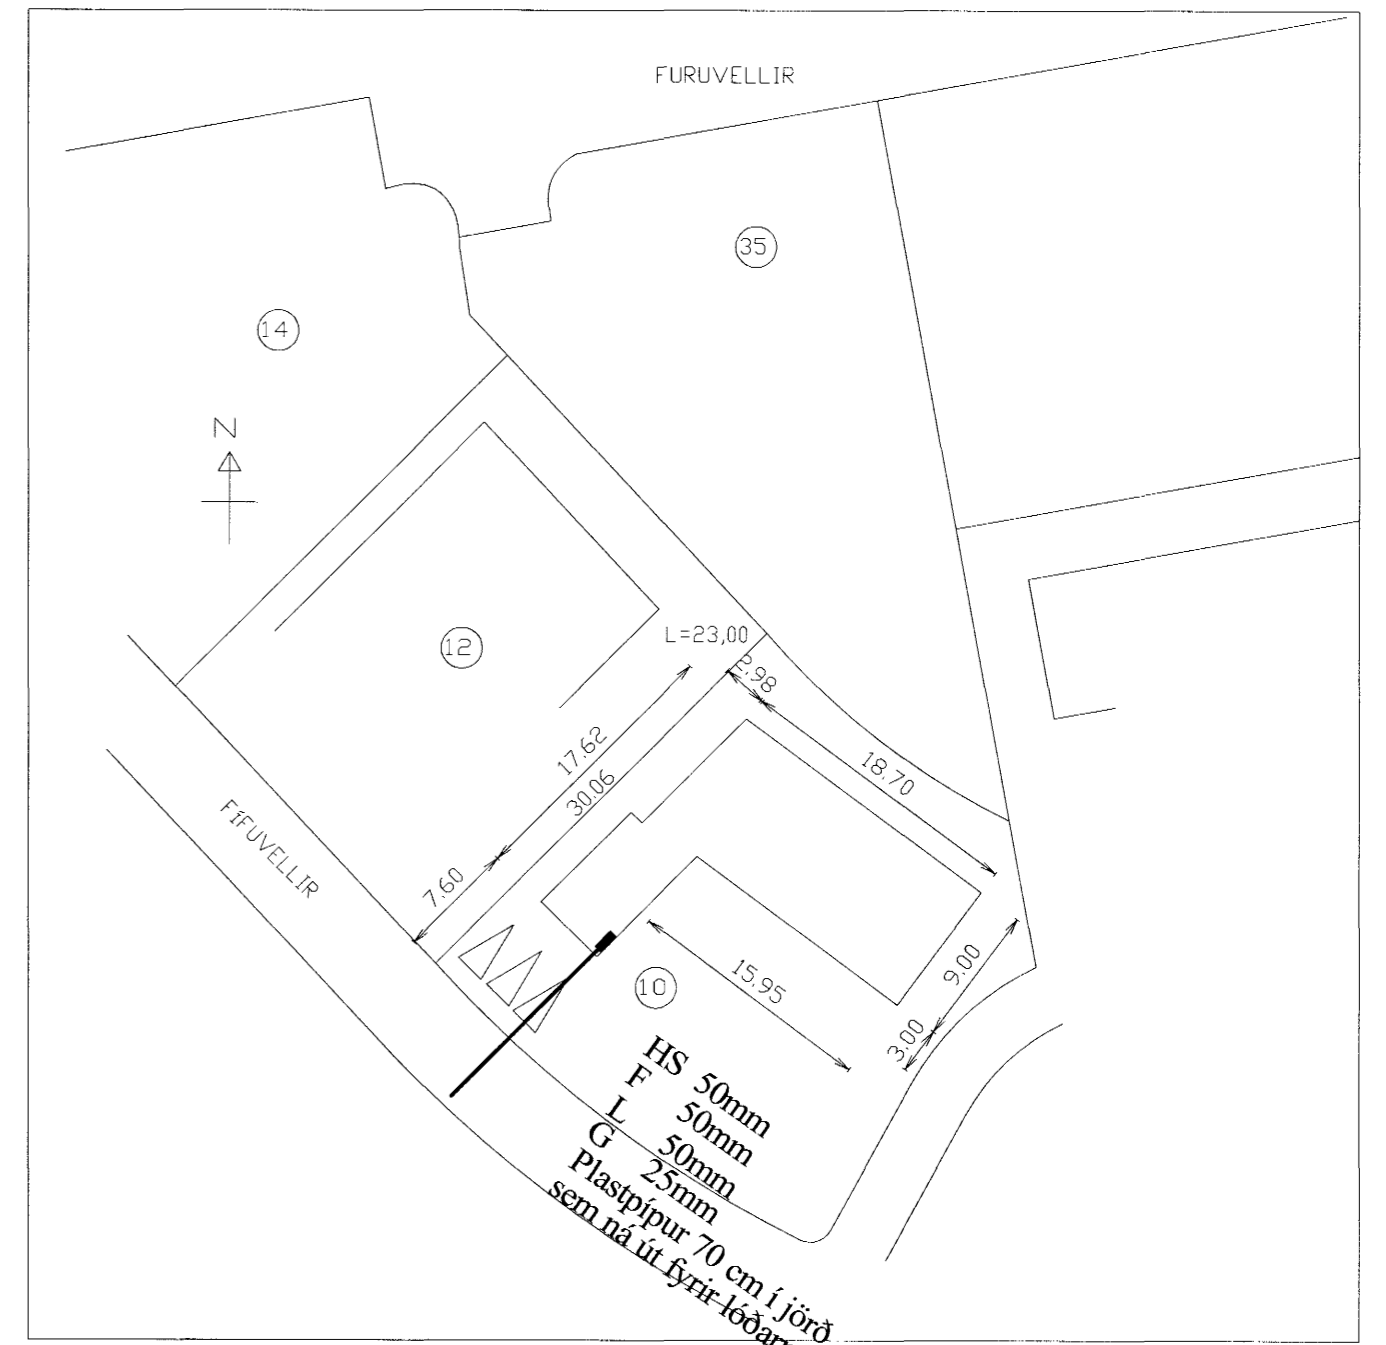 FURUVELLIR
35
14
N
12
L=23,00
2.98
18.70
17.62
30.06
7.60
FíFUVELLIR
9.00
15.95
10
3.00
HS 50mm
F 50mm
L 50mm
G 25mm
Plastpípur 70 cm í jörð
sem ná út fyrir